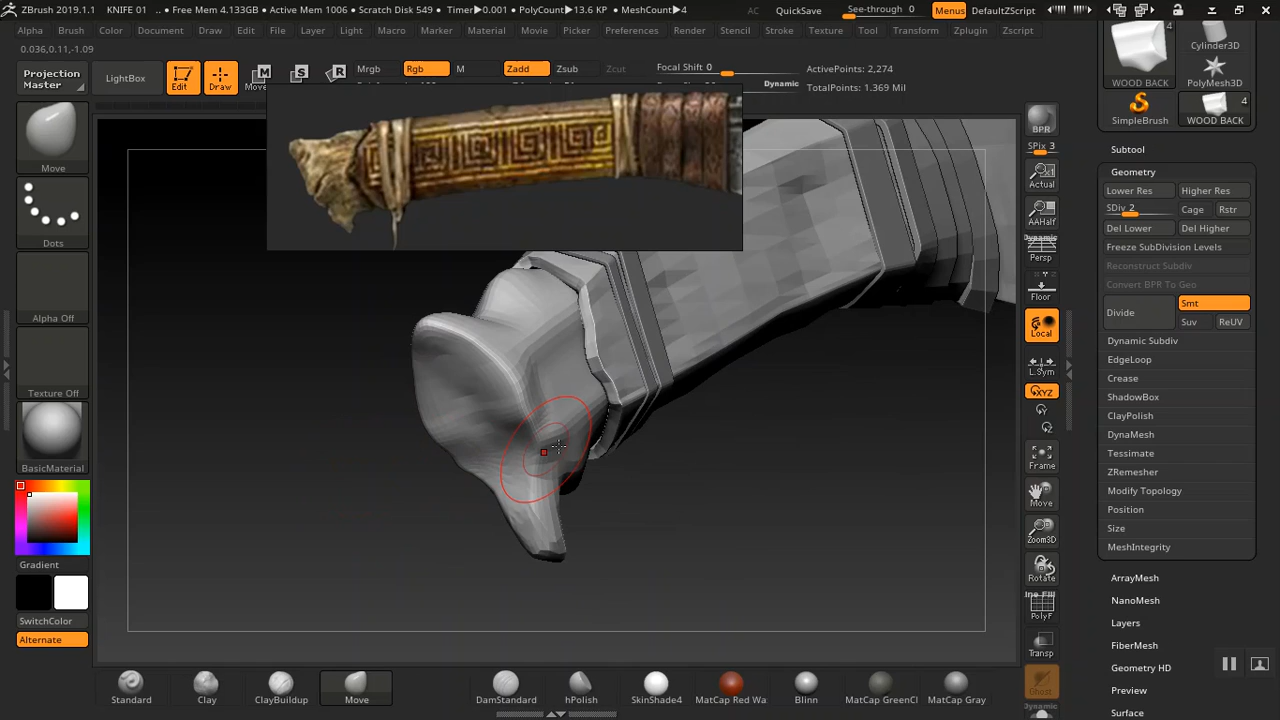 ZBrush 2019.1.1 KNIFE 01 .. • Free Mem 4.133GB • Active Mem 1006 • Scratch Disk 549 • Timer▶0.001 • PolyCount▶13.6 KP • MeshCount▶4 AC QuickSave See-through 0 Menus DefaultZScript
Alpha Brush Color Document Draw Edit File Layer Light Macro Marker Material Movie Picker Preferences Render Stencil Stroke Texture Tool Transform Zplugin Zscript
0.036,0.11,-1.09
Projection Master
LightBox
Edit Draw Move
Mrgb Rgb M Zadd Zsub Zcut
Focal Shift 0
Dynamic
ActivePoints: 2,274
TotalPoints: 1.369 Mil
Move
Dots
Alpha Off
Texture Off
BasicMaterial
Gradient
SwitchColor
Alternate
BPR
SPix 3
Actual
AAHalf
Dynamic
Persp
Floor
Local
L.Sym
XYZ
Y
Z
Frame
Move
Zoom3D
Rotate
Line Fill
PolyF
Transp
Ghost
Dynamic
4
WOOD BACK
Cylinder3D
PolyMesh3D
SimpleBrush
4
WOOD BACK
Subtool
Geometry
Lower Res Higher Res
SDiv 2 Cage Rstr
Del Lower Del Higher
Freeze SubDivision Levels
Reconstruct Subdiv
Convert BPR To Geo
Divide Smt
Suv ReUV
Dynamic Subdiv
EdgeLoop
Crease
ShadowBox
ClayPolish
DynaMesh
Tessimate
ZRemesher
Modify Topology
Position
Size
MeshIntegrity
ArrayMesh
NanoMesh
Layers
FiberMesh
Geometry HD
Preview
Surface
Standard Clay ClayBuildup Move DamStandard hPolish SkinShade4 MatCap Red Wa Blinn MatCap GreenCl MatCap Gray